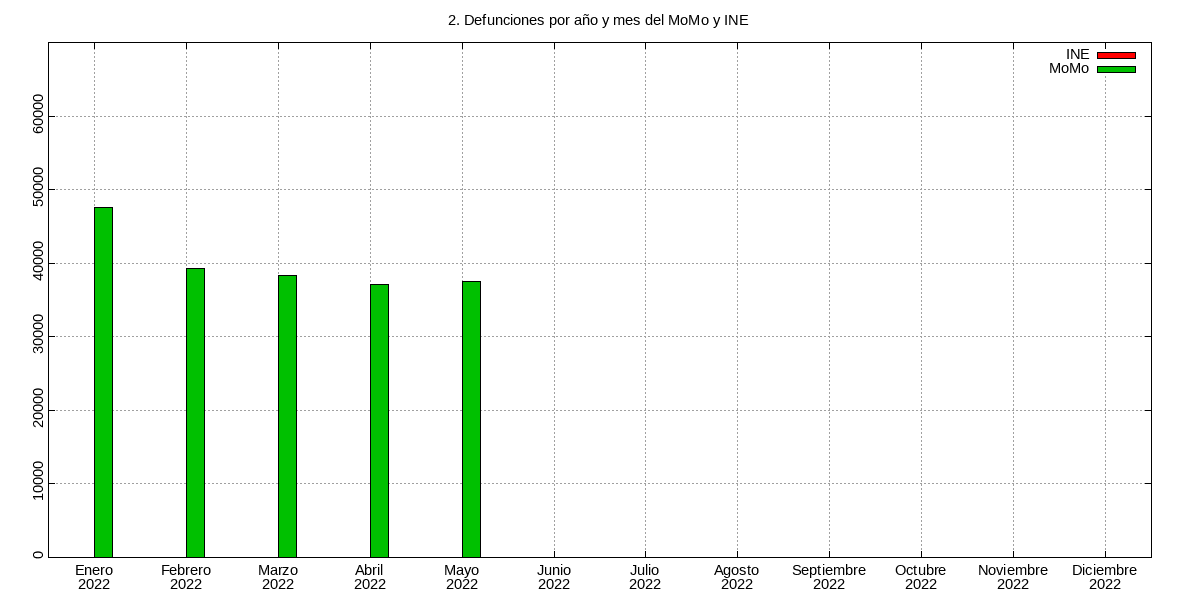 2. Defunciones por año y mes del MoMo y INE
INE
MoMo
60000
50000
40000
30000
20000
10000
0
Enero Febrero Marzo Abril Mayo Junio Julio Agosto Septiembre Octubre Noviembre Diciembre
2022 2022 2022 2022 2022 2022 2022 2022 2022 2022 2022 2022